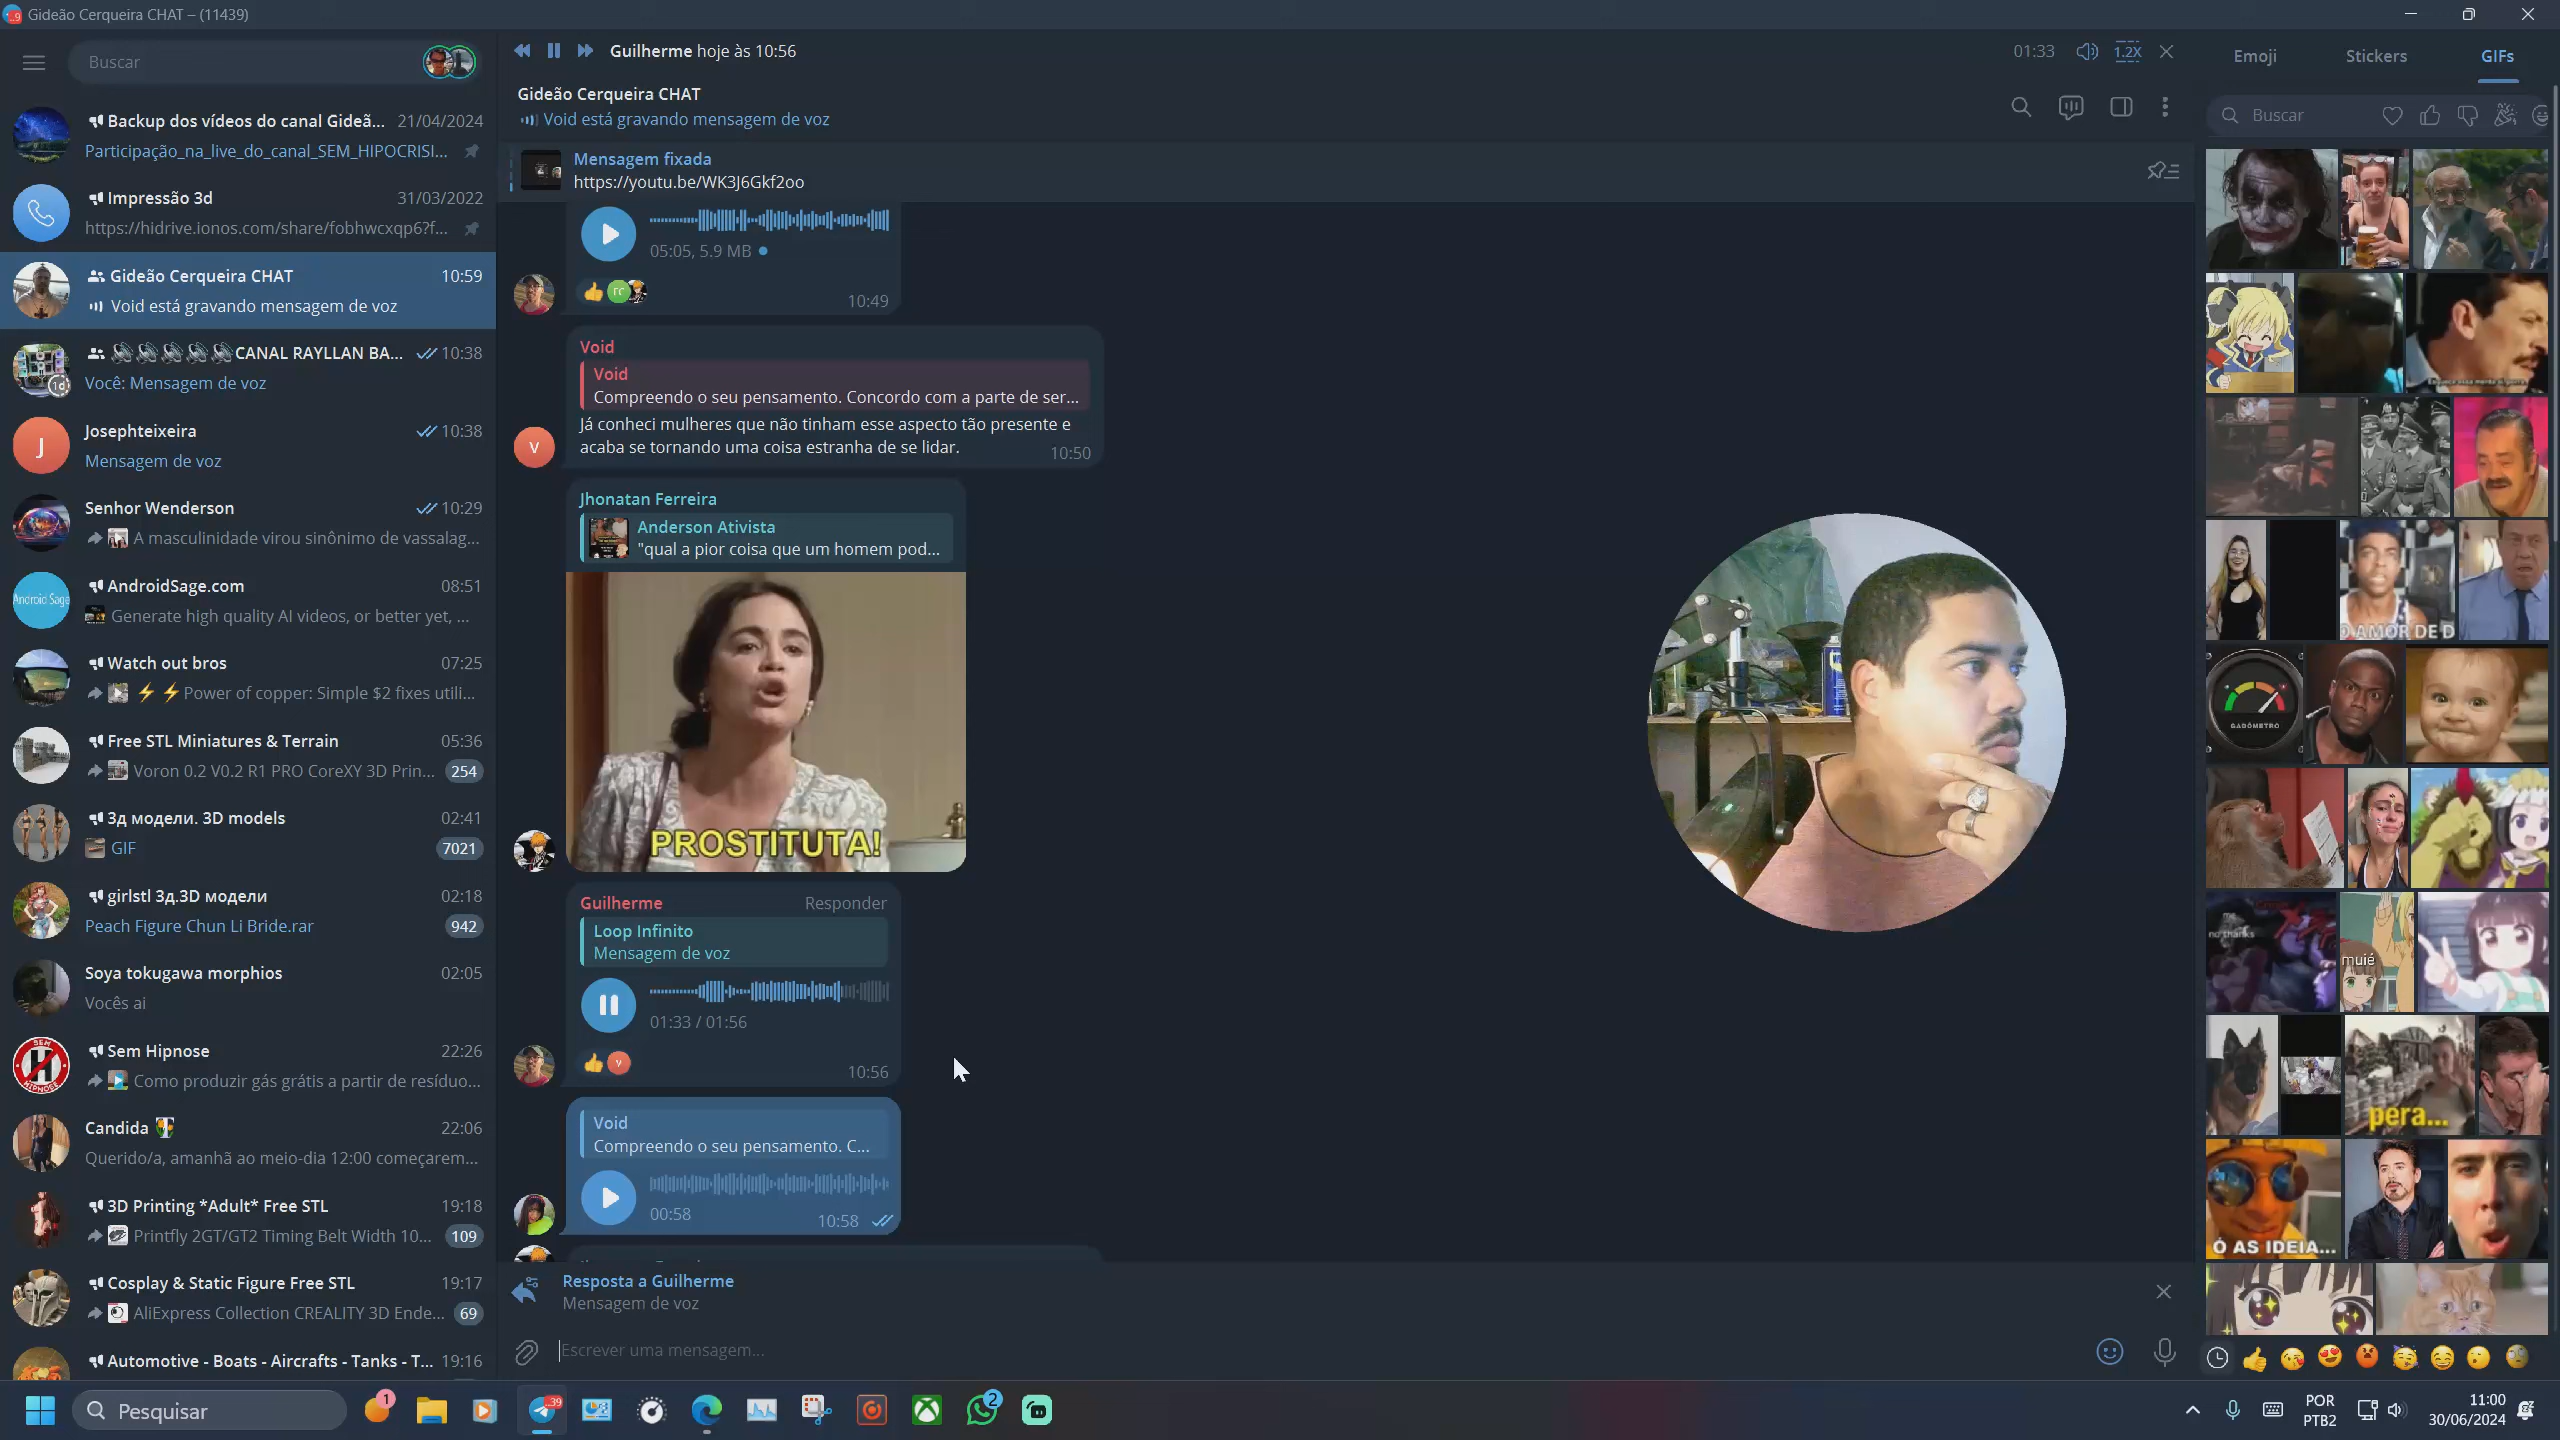 Gideão Cerqueira CHAT – (11439)
Buscar
Backup dos vídeos do canal Gideã... 21/04/2024
Participação_na_live_do_canal_SEM_HIPOCRISI...
Impressão 3d 31/03/2022
https://hidrive.ionos.com/share/fobhwcxqp6?f...
Gideão Cerqueira CHAT 10:59
Void está gravando mensagem de voz
CANAL RAYLLAN BA... 10:38
1d
Você: Mensagem de voz
J
Josephteixeira 10:38
Mensagem de voz
Senhor Wenderson 10:29
A masculinidade virou sinônimo de vassalag...
Android Sage
AndroidSage.com 08:51
Generate high quality AI videos, or better yet, ...
Watch out bros 07:25
⚡⚡Power of copper: Simple $2 fixes utili...
Free STL Miniatures & Terrain 05:36
Voron 0.2 V0.2 R1 PRO CoreXY 3D Prin... 254
3д модели. 3D models 02:41
GIF 7021
girlstl 3д.3D модели 02:18
Peach Figure Chun Li Bride.rar 942
Soya tokugawa morphios 02:05
Vocês ai
SEM
H
Sem Hipnose 22:26
Como produzir gás grátis a partir de resíduo...
Candida 22:06
Querido/a, amanhã ao meio-dia 12:00 começarem...
3D Printing *Adult* Free STL 19:18
Printfly 2GT/GT2 Timing Belt Width 10... 109
Cosplay & Static Figure Free STL 19:17
AliExpress Collection CREALITY 3D Ende... 69
Automotive - Boats - Aircrafts - Tanks - T... 19:16
Guilherme hoje às 10:56
01:33 1.2X
Gideão Cerqueira CHAT
Void está gravando mensagem de voz
Mensagem fixada
https://youtu.be/WK3J6Gkf2oo
05:05, 5.9 MB
10:49
Void
Void
Compreendo o seu pensamento. Concordo com a parte de ser...
Já conheci mulheres que não tinham esse aspecto tão presente e
acaba se tornando uma coisa estranha de se lidar. 10:50
V
Jhonatan Ferreira
Anderson Ativista
"qual a pior coisa que um homem pod...
PROSTITUTA!
Guilherme Responder
Loop Infinito
Mensagem de voz
01:33 / 01:56
10:56
Void
Compreendo o seu pensamento. C...
00:58 10:58
Resposta a Guilherme
Mensagem de voz
Escrever uma mensagem...
Emoji Stickers GIFs
Buscar
O AMOR DE D
GADÔMETRO
me
no thanks
muié
pera...
Ó AS IDEIA...
Pesquisar
1
39
2
POR
PTB2
11:00
30/06/2024